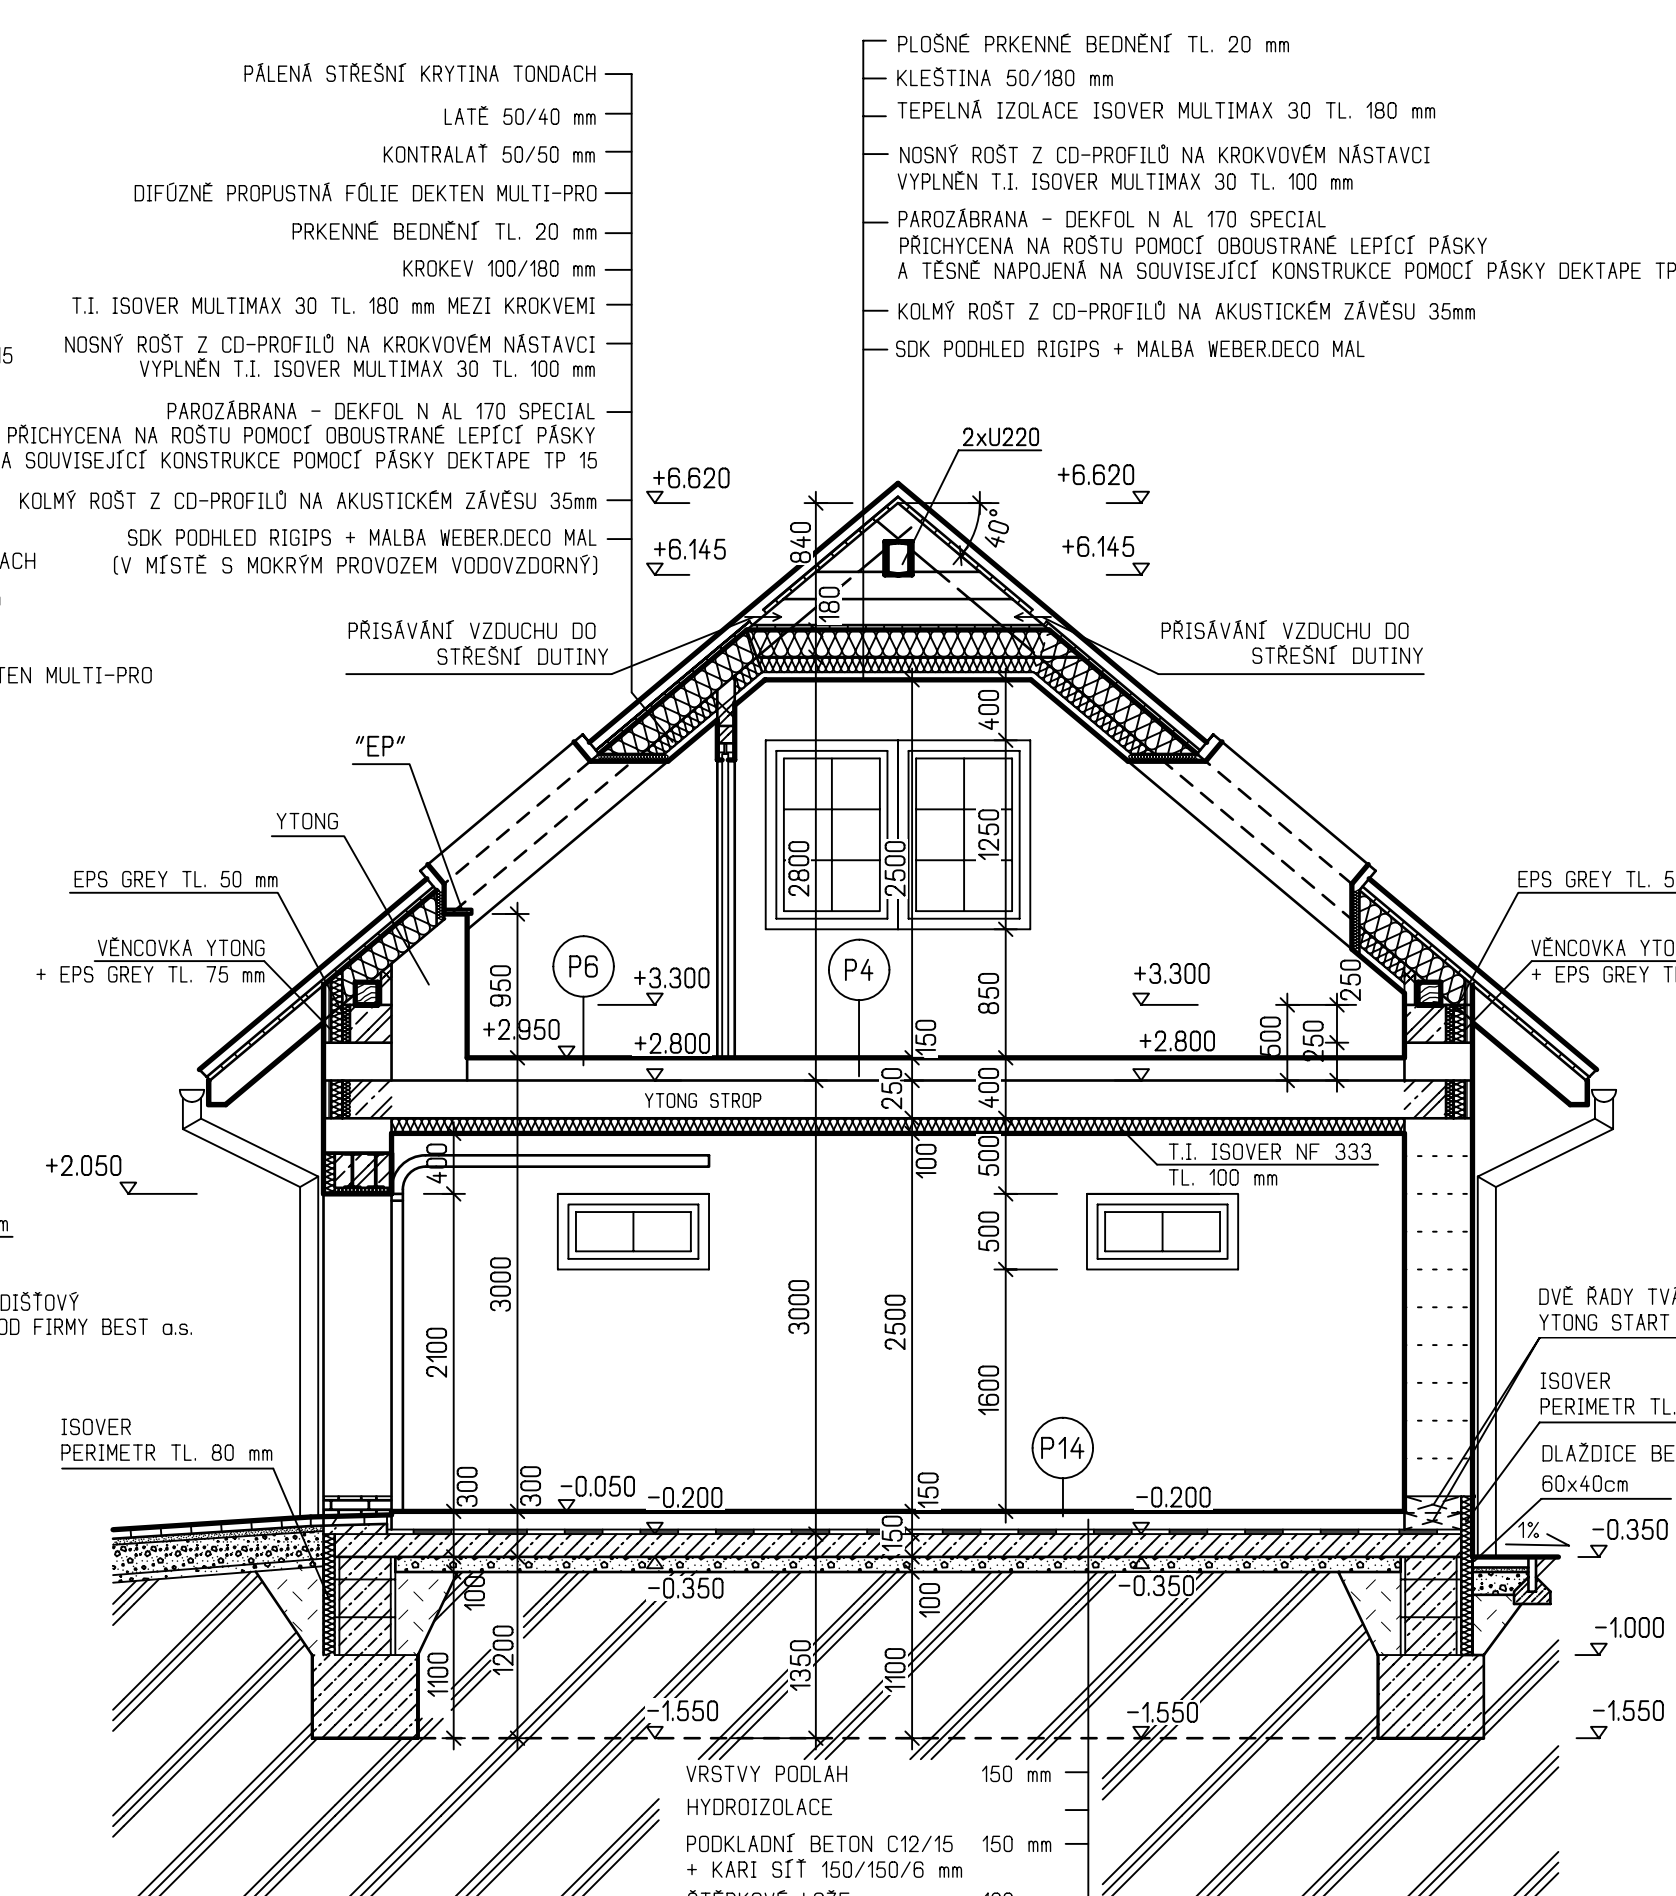 PÁLENÁ STŘEŠNÍ KRYTINA TONDACH
LATĚ 50/40 mm
KONTRALAŤ 50/50 mm
DIFÚZNĚ PROPUSTNÁ FÓLIE DEKTEN MULTI-PRO
PRKENNÉ BEDNĚNÍ TL. 20 mm
KROKEV 100/180 mm
T.I. ISOVER MULTIMAX 30 TL. 180 mm MEZI KROKVEMI
NOSNÝ ROŠT Z CD-PROFILŮ NA KROKVOVÉM NÁSTAVCI
VYPLNĚN T.I. ISOVER MULTIMAX 30 TL. 100 mm
PAROZÁBRANA - DEKFOL N AL 170 SPECIAL
PŘICHYCENA NA ROŠTU POMOCÍ OBOUSTRANÉ LEPÍCÍ PÁSKY
A SOUVISEJÍCÍ KONSTRUKCE POMOCÍ PÁSKY DEKTAPE TP 15
KOLMÝ ROŠT Z CD-PROFILŮ NA AKUSTICKÉM ZÁVĚSU 35mm
SDK PODHLED RIGIPS + MALBA WEBER.DECO MAL
(V MÍSTĚ S MOKRÝM PROVOZEM VODOVZDORNÝ)
15
ACH
TEN MULTI-PRO
PLOŠNÉ PRKENNÉ BEDNĚNÍ TL. 20 mm
KLEŠTINA 50/180 mm
TEPELNÁ IZOLACE ISOVER MULTIMAX 30 TL. 180 mm
NOSNÝ ROŠT Z CD-PROFILŮ NA KROKVOVÉM NÁSTAVCI
VYPLNĚN T.I. ISOVER MULTIMAX 30 TL. 100 mm
PAROZÁBRANA - DEKFOL N AL 170 SPECIAL
PŘICHYCENA NA ROŠTU POMOCÍ OBOUSTRANÉ LEPÍCÍ PÁSKY
A TĚSNĚ NAPOJENÁ NA SOUVISEJÍCÍ KONSTRUKCE POMOCÍ PÁSKY DEKTAPE TP
KOLMÝ ROŠT Z CD-PROFILŮ NA AKUSTICKÉM ZÁVĚSU 35mm
SDK PODHLED RIGIPS + MALBA WEBER.DECO MAL
2xU220
+6.620
+6.620
840
40°
+6.145
+6.145
180
PŘISÁVÁNÍ VZDUCHU DO
STŘEŠNÍ DUTINY
PŘISÁVÁNÍ VZDUCHU DO
STŘEŠNÍ DUTINY
400
"EP"
YTONG
1250
2800
2500
EPS GREY TL. 50 mm
EPS GREY TL. 5
VĚNCOVKA YTONG
+ EPS GREY TL. 75 mm
VĚNCOVKA YTO
+ EPS GREY TL
P6
P4
+3.300
+3.300
950
850
250
+2.950
+2.800
150
+2.800
500
250
YTONG STROP
250
400
T.I. ISOVER NF 333
TL. 100 mm
+2.050
400
100
500
m
500
3000
3000
2500
2100
1600
DIŠŤOVÝ
OD FIRMY BEST a.s.
DVĚ ŘADY TVÁ
YTONG START
ISOVER
PERIMETR TL. 80 mm
ISOVER
PERIMETR TL.
P14
DLAŽDICE BE
60x40cm
300
300
-0.050
-0.200
150
-0.200
1%
-0.350
150
100
-0.350
100
-0.350
-1.000
1100
1200
1350
1100
-1.550
-1.550
-1.550
VRSTVY PODLAH 150 mm
HYDROIZOLACE
PODKLADNÍ BETON C12/15 150 mm
+ KARI SÍŤ 150/150/6 mm